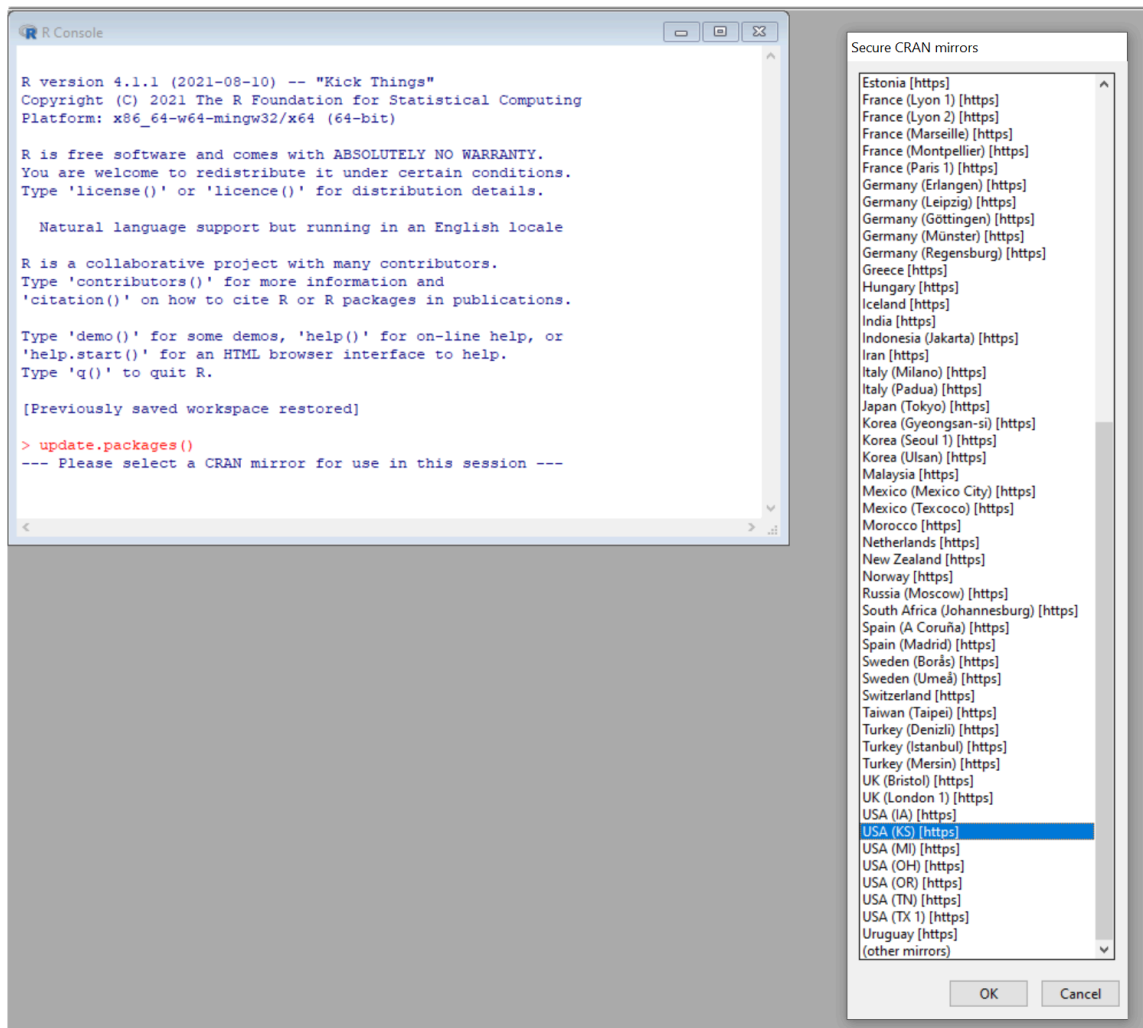 R Console
R version 4.1.1 (2021-08-10) -- "Kick Things"
Copyright (C) 2021 The R Foundation for Statistical Computing
Platform: x86_64-w64-mingw32/x64 (64-bit)
R is free software and comes with ABSOLUTELY NO WARRANTY.
You are welcome to redistribute it under certain conditions.
Type 'license()' or 'licence()' for distribution details.
Natural language support but running in an English locale
R is a collaborative project with many contributors.
Type 'contributors()' for more information and
'citation()' on how to cite R or R packages in publications.
Type 'demo()' for some demos, 'help()' for on-line help, or
'help.start()' for an HTML browser interface to help.
Type 'q()' to quit R.
[Previously saved workspace restored]
> update.packages()
--- Please select a CRAN mirror for use in this session ---
Secure CRAN mirrors
Estonia [https]
France (Lyon 1) [https]
France (Lyon 2) [https]
France (Marseille) [https]
France (Montpellier) [https]
France (Paris 1) [https]
Germany (Erlangen) [https]
Germany (Leipzig) [https]
Germany (Göttingen) [https]
Germany (Münster) [https]
Germany (Regensburg) [https]
Greece [https]
Hungary [https]
Iceland [https]
India [https]
Indonesia (Jakarta) [https]
Iran [https]
Italy (Milano) [https]
Italy (Padua) [https]
Japan (Tokyo) [https]
Korea (Gyeongsan-si) [https]
Korea (Seoul 1) [https]
Korea (Ulsan) [https]
Malaysia [https]
Mexico (Mexico City) [https]
Mexico (Texcoco) [https]
Morocco [https]
Netherlands [https]
New Zealand [https]
Norway [https]
Russia (Moscow) [https]
South Africa (Johannesburg) [https]
Spain (A Coruña) [https]
Spain (Madrid) [https]
Sweden (Borås) [https]
Sweden (Umeå) [https]
Switzerland [https]
Taiwan (Taipei) [https]
Turkey (Denizli) [https]
Turkey (Istanbul) [https]
Turkey (Mersin) [https]
UK (Bristol) [https]
UK (London 1) [https]
USA (IA) [https]
USA (KS) [https]
USA (MI) [https]
USA (OH) [https]
USA (OR) [https]
USA (TN) [https]
USA (TX 1) [https]
Uruguay [https]
(other mirrors)
OK Cancel